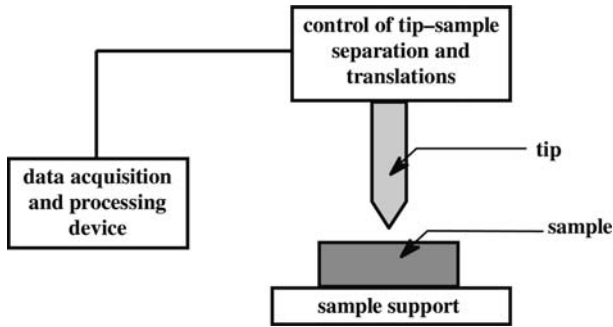 control of tip–sample
separation and
translations
tip
data acquisition
and processing
device
sample
sample support